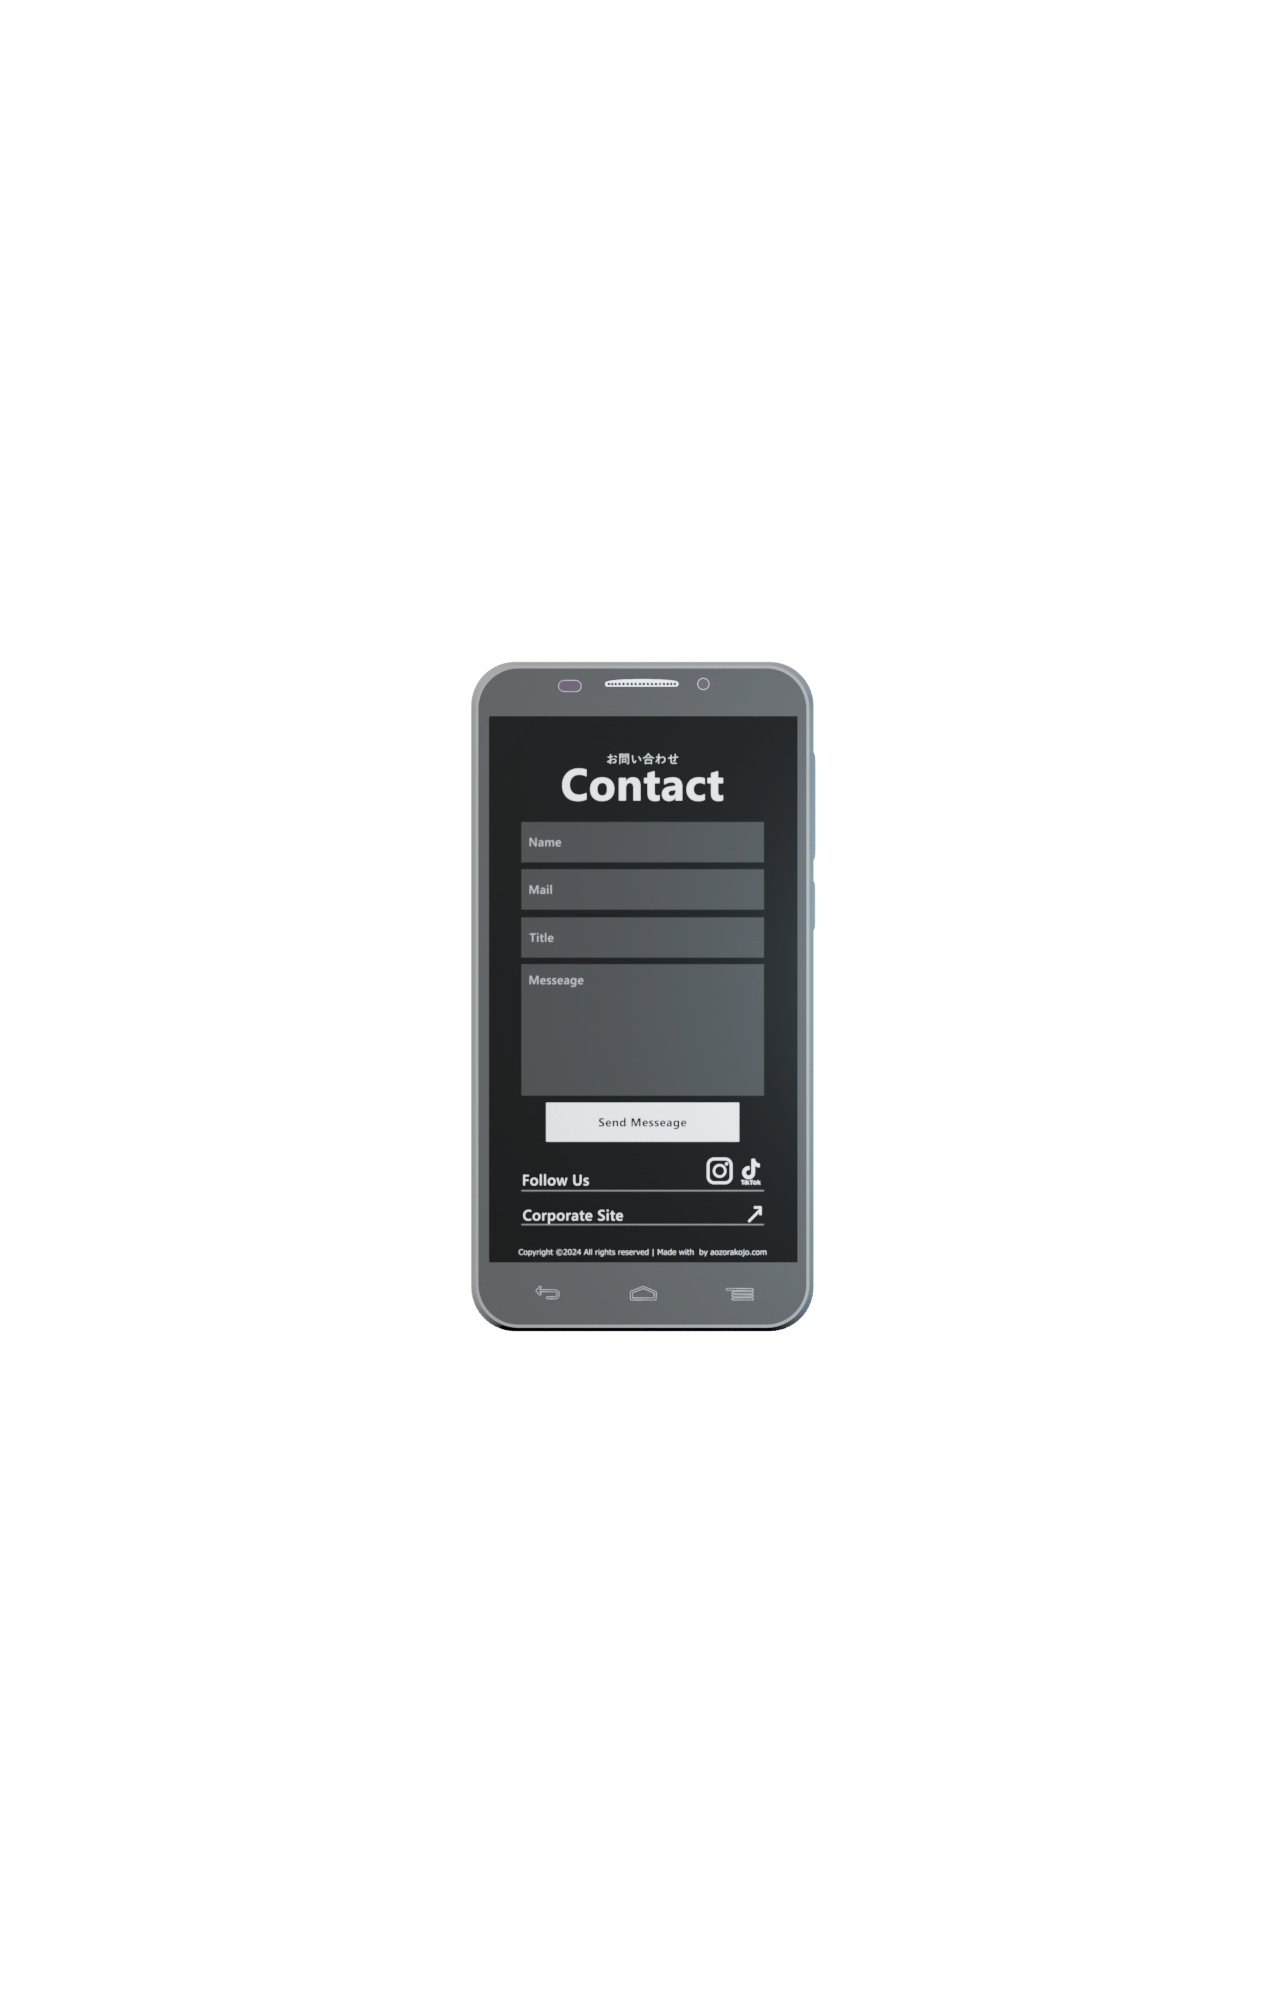 お問い合わせ
Contact
Name
Mail
Title
Messeage
Send Messeage
TikTok
Follow Us
Corporate Site
Copyright ©2024 All rights reserved | Made with by aozorakojo.com